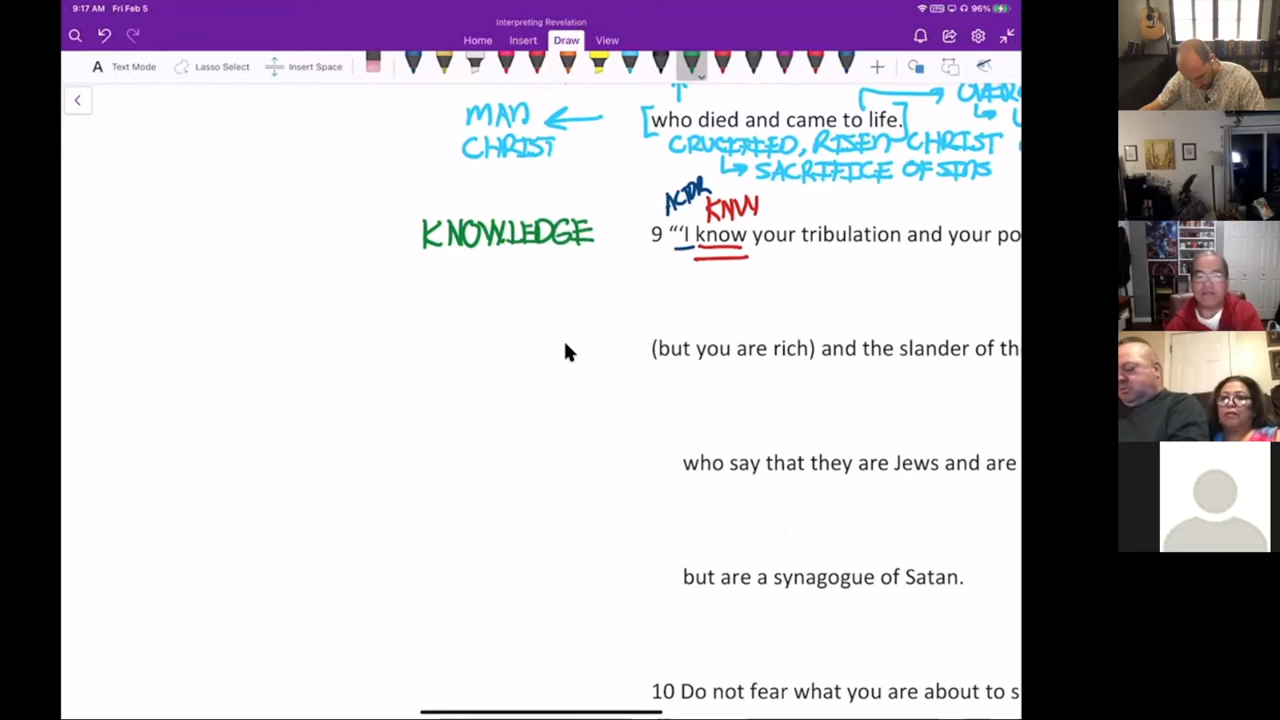 9:17 AM Fri Feb 5
96%
Interpreting Revelation
Home Insert Draw View
A Text Mode Lasso Select Insert Space
MAN
CHRIST
[who died and came to life.]
CRUCIFIED, RISEN CHRIST
SACRIFICE OF SINS
KNOWLEDGE
9 “‘I know your tribulation and your po
(but you are rich) and the slander of th
who say that they are Jews and are
but are a synagogue of Satan.
10 Do not fear what you are about to s